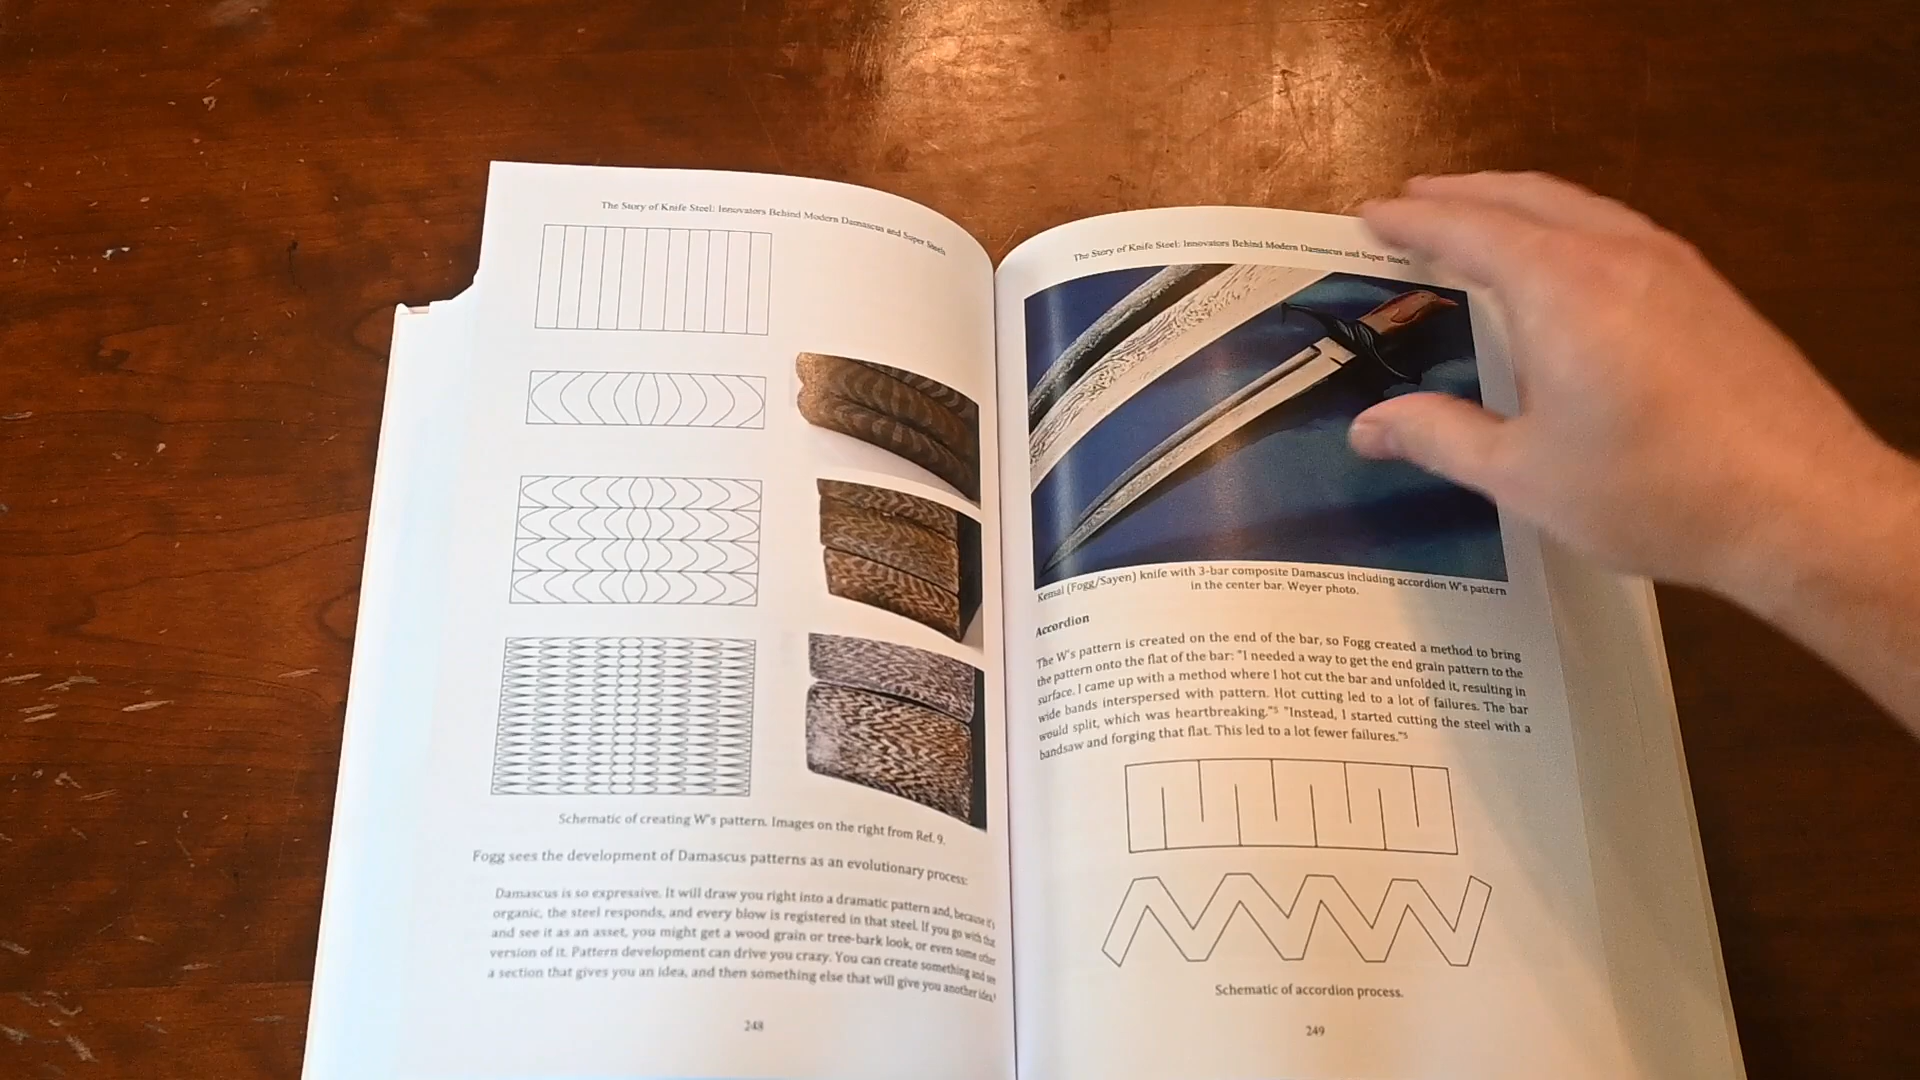 The Story of Knife Steel: Innovators Behind Modern Damascus and Super Steels
Schematic of creating W's pattern. Images on the right from Ref. 9.
Fogg sees the development of Damascus patterns as an evolutionary process:
Damascus is so expressive. It will draw you right into a dramatic pattern and, because it's
organic, the steel responds, and every blow is registered in that steel. If you go with that
and see it as an asset, you might get a wood grain or tree-bark look, or even some other
version of it. Pattern development can drive you crazy. You can create something and see
a section that gives you an idea, and then something else that will give you another idea!
248
The Story of Knife Steel: Innovators Behind Modern Damascus and Super Steels
Kemal (Fogg/Sayen) knife with 3-bar composite Damascus including accordion W's pattern
in the center bar. Weyer photo.
Accordion
The W's pattern is created on the end of the bar, so Fogg created a method to bring
the pattern onto the flat of the bar: "I needed a way to get the end grain pattern to the
surface. I came up with a method where I hot cut the bar and unfolded it, resulting in
wide bands interspersed with pattern. Hot cutting led to a lot of failures. The bar
would split, which was heartbreaking."⁵ "Instead, I started cutting the steel with a
bandsaw and forging that flat. This led to a lot fewer failures."⁵
Schematic of accordion process.
249